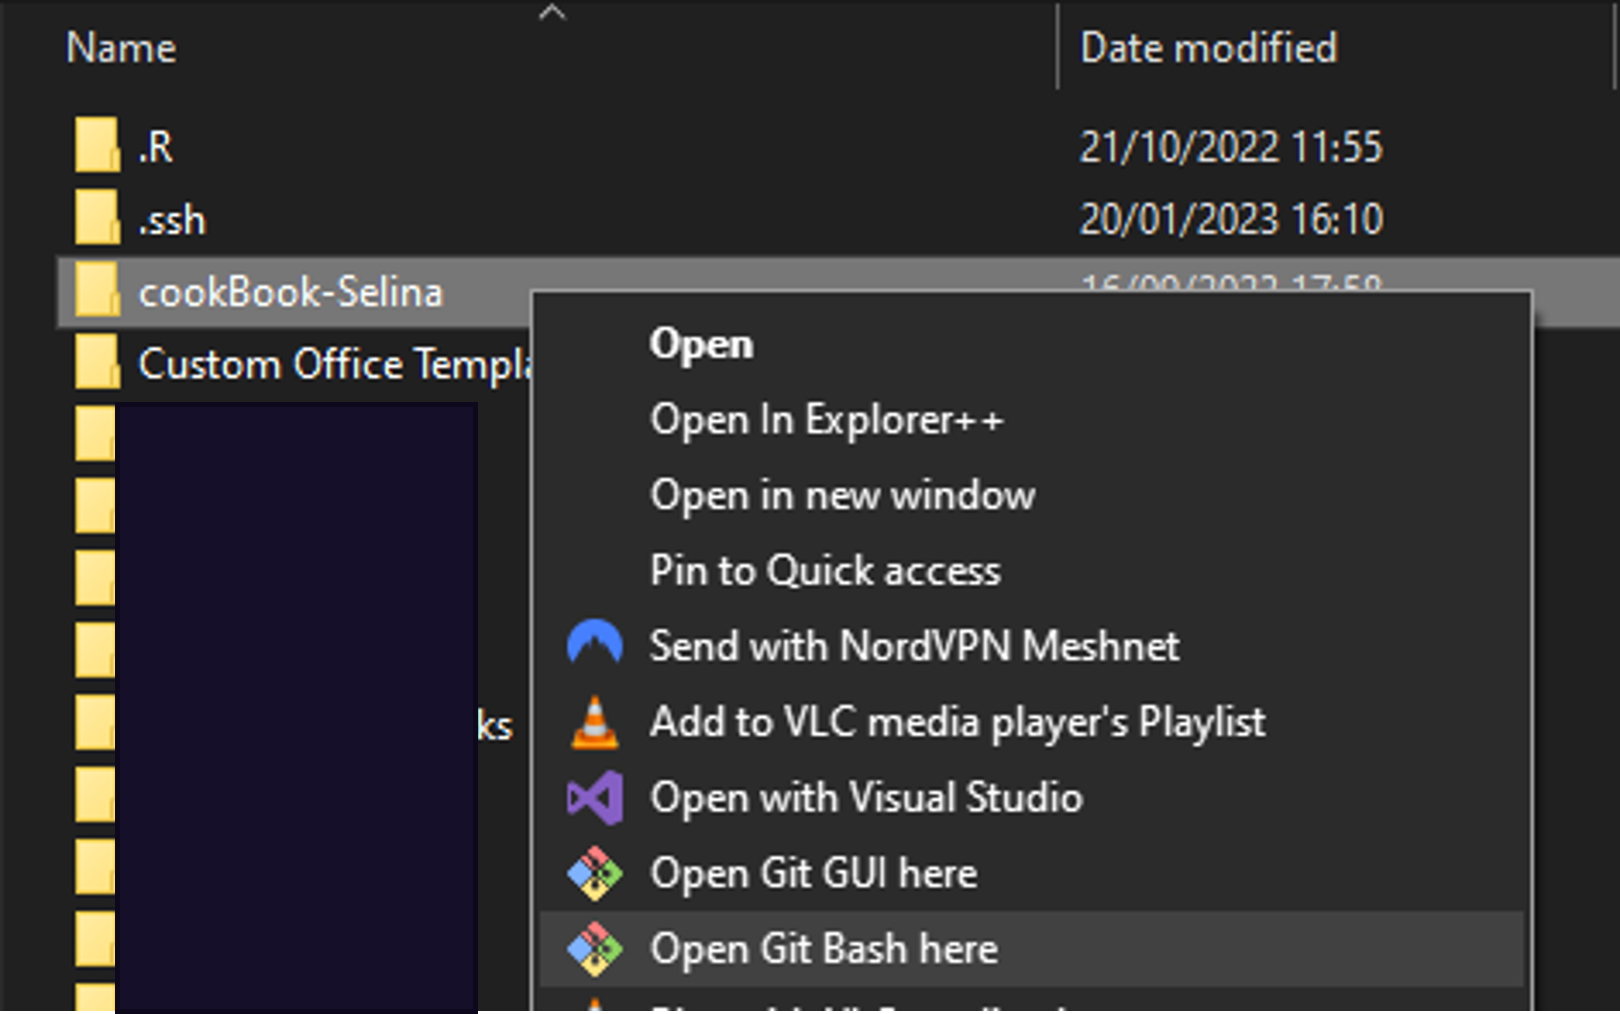 Name Date modified
.R 21/10/2022 11:55
.ssh 20/01/2023 16:10
cookBook-Selina
Custom Office Templa
ks
Open
Open In Explorer++
Open in new window
Pin to Quick access
Send with NordVPN Meshnet
Add to VLC media player's Playlist
Open with Visual Studio
Open Git GUI here
Open Git Bash here